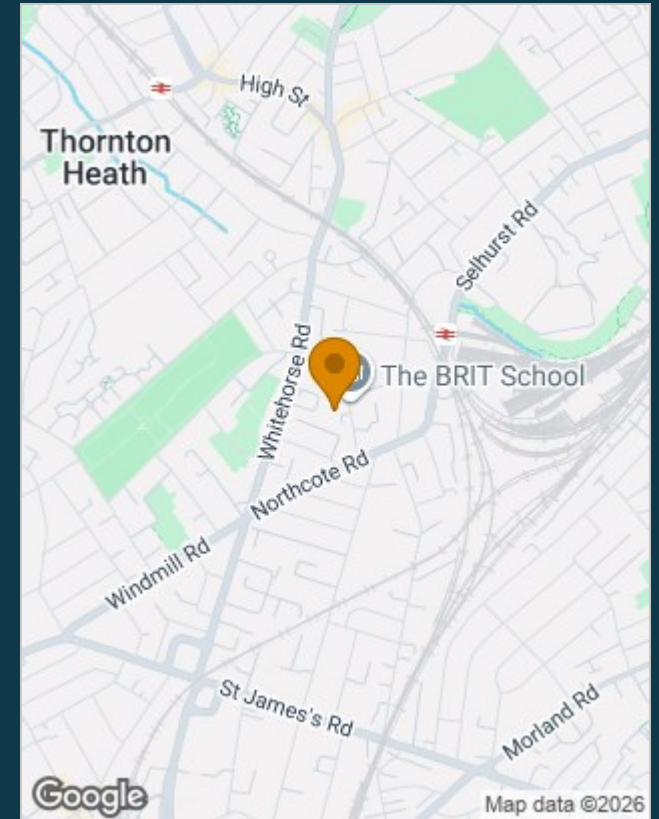 High St
Thornton
Heath
Selhurst Rd
Whitehorse Rd
The BRIT School
Northcote Rd
Windmill Rd
St James's Rd
Morland Rd
Google
Map data ©2026